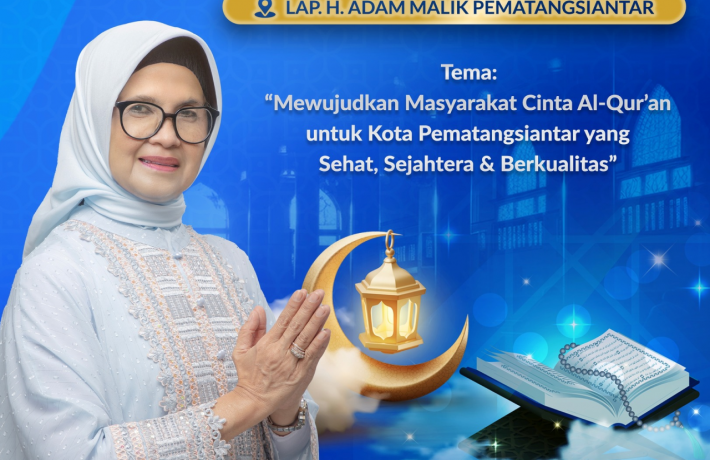 LAP. H. ADAM MALIK PEMATANGSIANTAR
Tema:
“Mewujudkan Masyarakat Cinta Al-Qur’an
untuk Kota Pematangsiantar yang
Sehat, Sejahtera & Berkualitas”